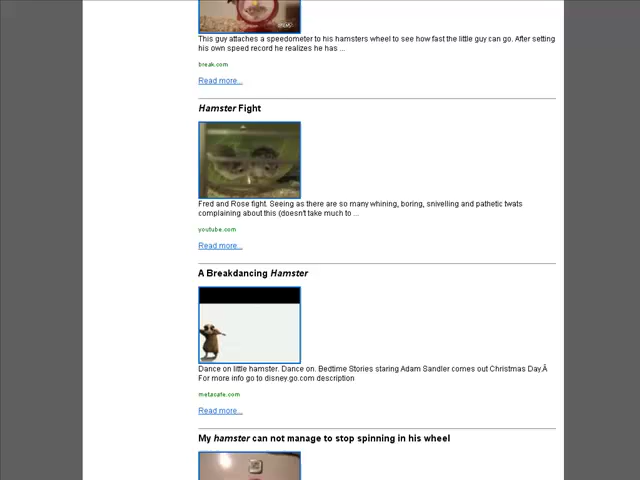 This guy attaches a speedometer to his hamsters wheel to see how fast the little guy can go. After setting
his own speed record he realizes he has ...
break.com
Read more...
Hamster Fight
Fred and Rose fight. Seeing as there are so many whining, boring, snivelling and pathetic twats
complaining about this (doesn't take much to ...
youtube.com
Read more...
A Breakdancing Hamster
Dance on little hamster. Dance on. Bedtime Stories staring Adam Sandler comes out Christmas Day.Â
For more info go to disney.go.com description
metacafe.com
Read more...
My hamster can not manage to stop spinning in his wheel